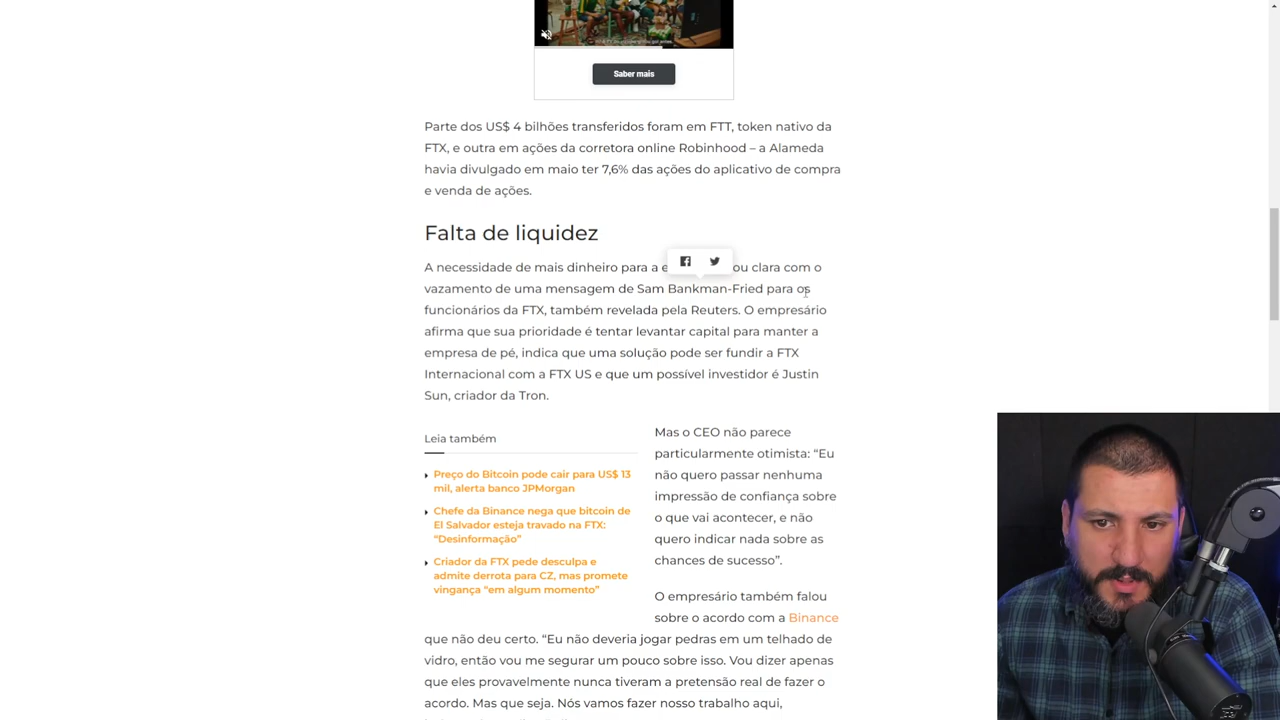 Saber mais
Parte dos US$ 4 bilhões transferidos foram em FTT, token nativo da
FTX, e outra em ações da corretora online Robinhood – a Alameda
havia divulgado em maio ter 7,6% das ações do aplicativo de compra
e venda de ações.
Falta de liquidez
A necessidade de mais dinheiro para a e ou clara com o
vazamento de uma mensagem de Sam Bankman-Fried para os
funcionários da FTX, também revelada pela Reuters. O empresário
afirma que sua prioridade é tentar levantar capital para manter a
empresa de pé, indica que uma solução pode ser fundir a FTX
Internacional com a FTX US e que um possível investidor é Justin
Sun, criador da Tron.
Leia também
Preço do Bitcoin pode cair para US$ 13
mil, alerta banco JPMorgan
Chefe da Binance nega que bitcoin de
El Salvador esteja travado na FTX:
“Desinformação”
Criador da FTX pede desculpa e
admite derrota para CZ, mas promete
vingança “em algum momento”
Mas o CEO não parece
particularmente otimista: “Eu
não quero passar nenhuma
impressão de confiança sobre
o que vai acontecer, e não
quero indicar nada sobre as
chances de sucesso”.
O empresário também falou
sobre o acordo com a Binance
que não deu certo. “Eu não deveria jogar pedras em um telhado de
vidro, então vou me segurar um pouco sobre isso. Vou dizer apenas
que eles provavelmente nunca tiveram a pretensão real de fazer o
acordo. Mas que seja. Nós vamos fazer nosso trabalho aqui,